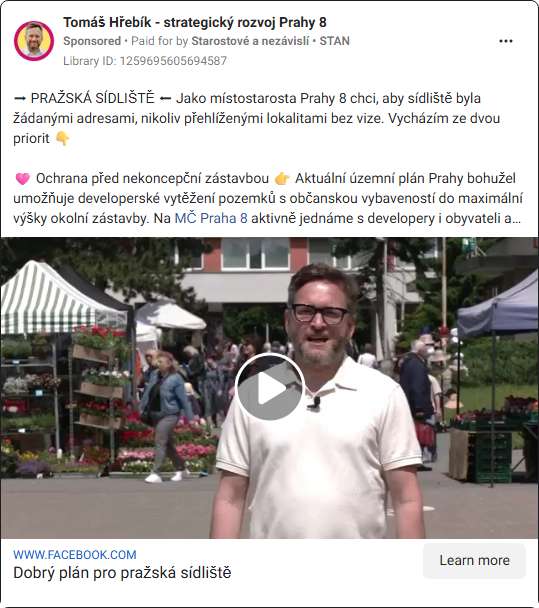 Tomáš Hřebík - strategický rozvoj Prahy 8
Sponsored • Paid for by Starostové a nezávislí • STAN
Library ID: 1259695605694587
➞ PRAŽSKÁ SÍDLIŠTĚ ⬅ Jako místostarosta Prahy 8 chci, aby sídliště byla
žádanými adresami, nikoliv přehlíženými lokalitami bez vize. Vycházím ze dvou
priorit 👇
💗 Ochrana před nekoncepční zástavbou 👉 Aktuální územní plán Prahy bohužel
umožňuje developerské vytěžení pozemků s občanskou vybaveností do maximální
výšky okolní zástavby. Na MČ Praha 8 aktivně jednáme s developery i obyvateli a…
WWW.FACEBOOK.COM
Dobrý plán pro pražská sídliště
Learn more